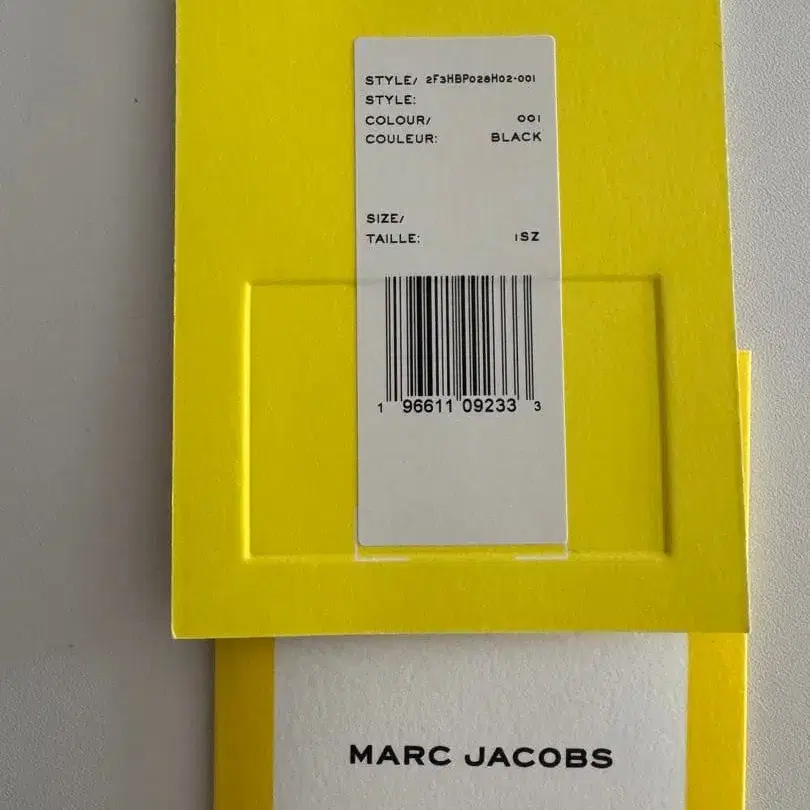 STYLE/ 2F3HBP028H02-001
STYLE:
COLOUR/ 001
COULEUR: BLACK
SIZE/
TAILLE: 1SZ
1 96611 09233 3
MARC JACOBS